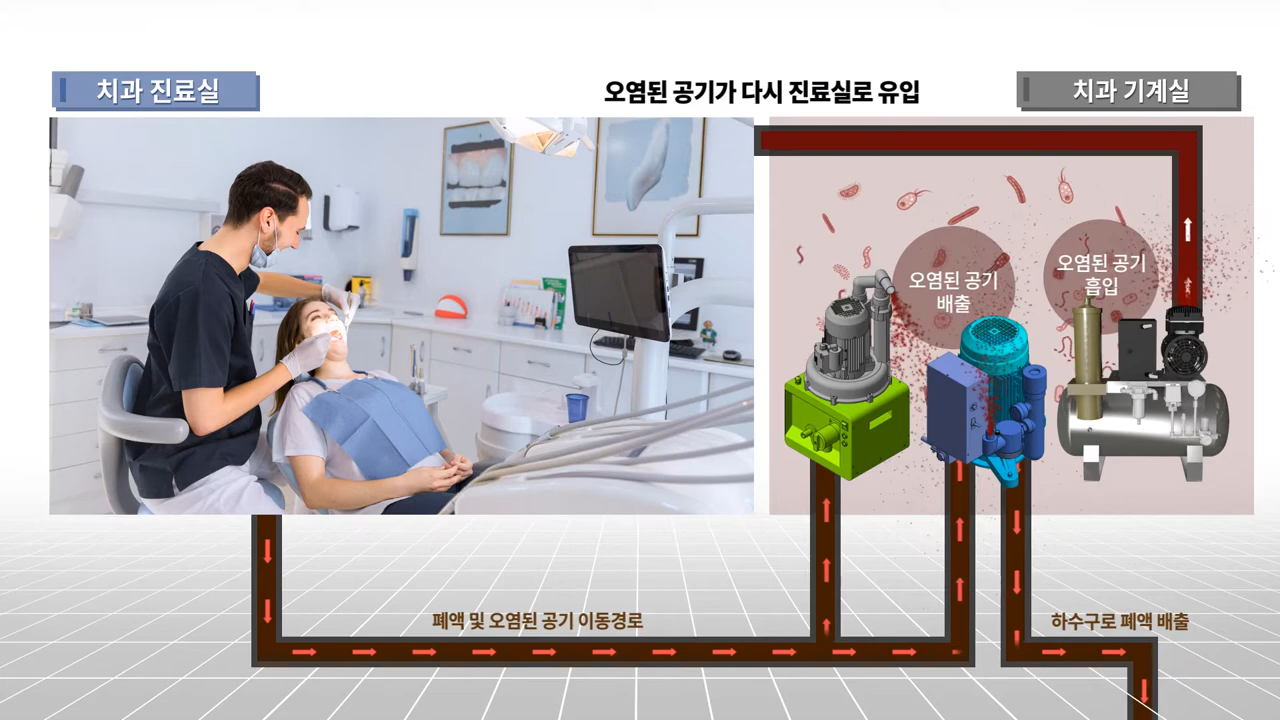 치과 진료실
오염된 공기가 다시 진료실로 유입
치과 기계실
오염된 공기
배출
오염된 공기
흡입
폐액 및 오염된 공기 이동경로
하수구로 폐액 배출